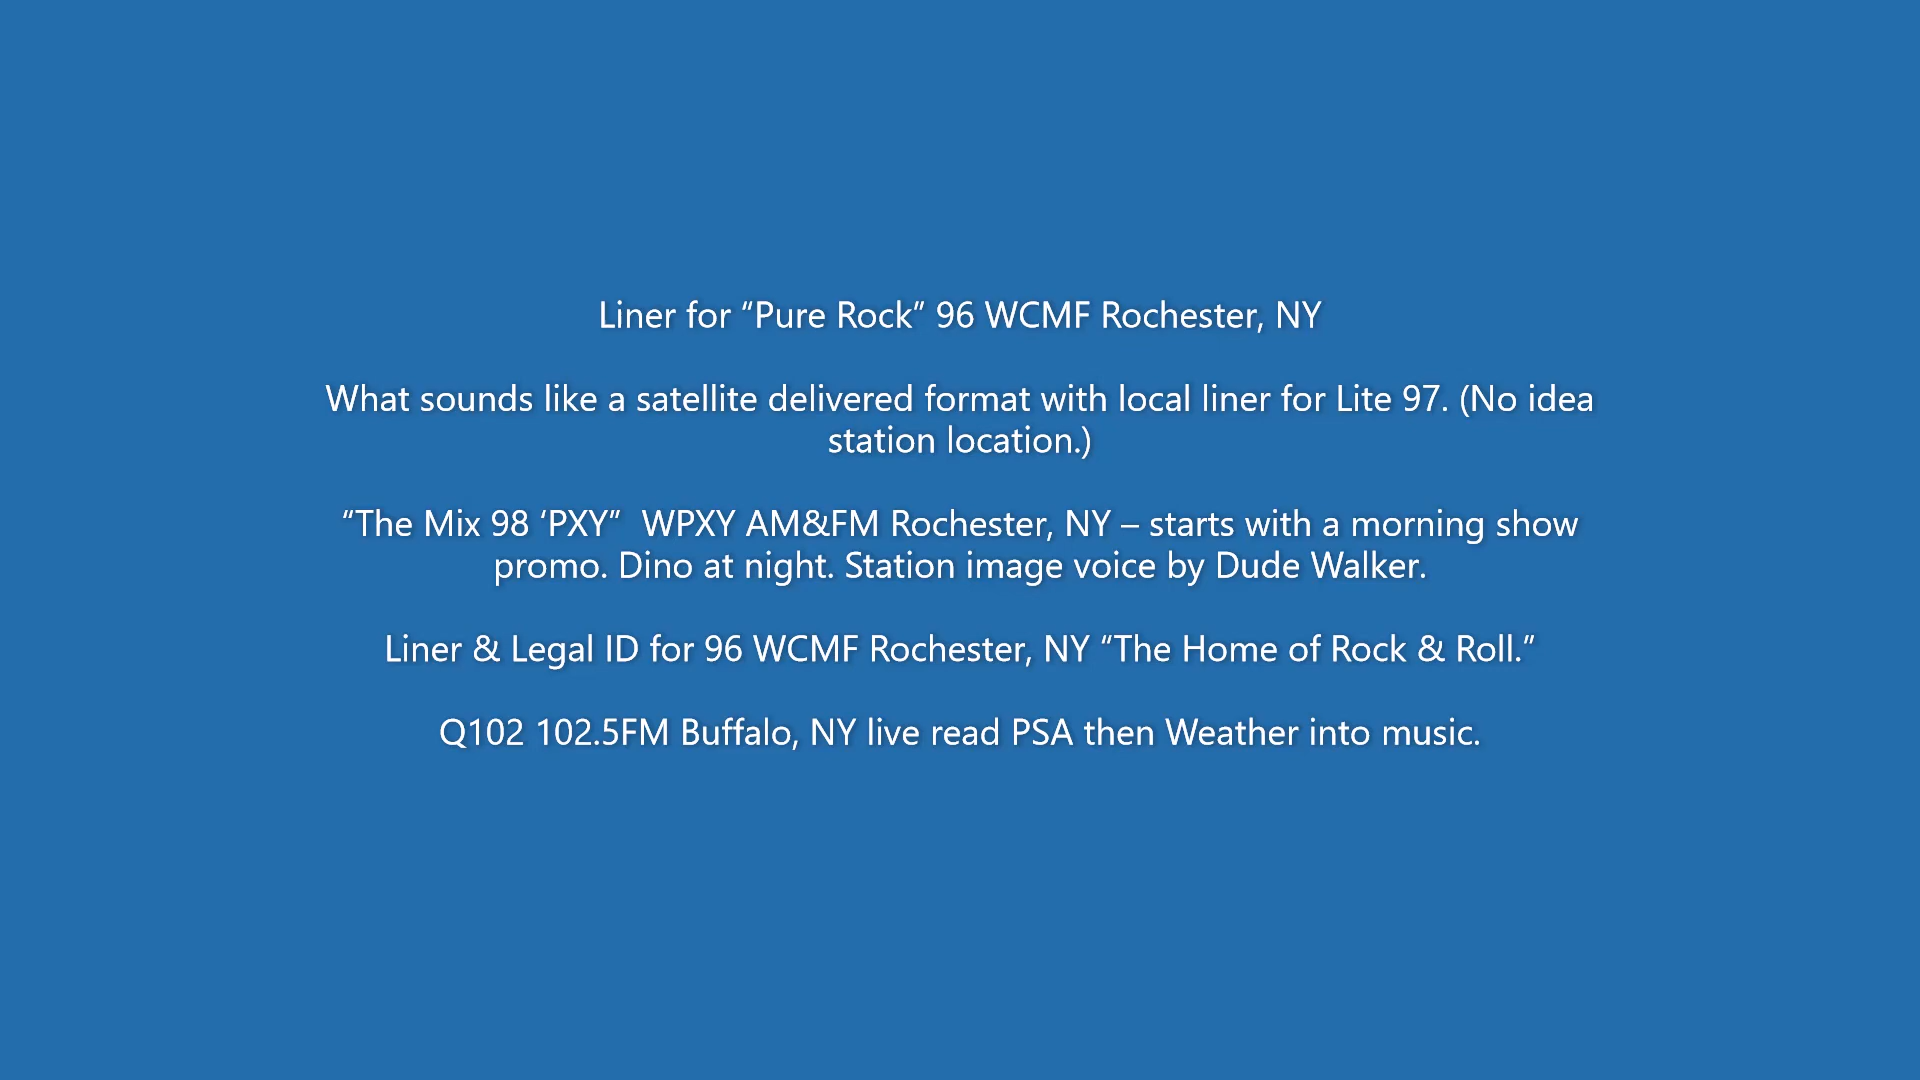 Liner for “Pure Rock” 96 WCMF Rochester, NY
What sounds like a satellite delivered format with local liner for Lite 97. (No idea
station location.)
“The Mix 98 ‘PXY”  WPXY AM&FM Rochester, NY – starts with a morning show
promo. Dino at night. Station image voice by Dude Walker.
Liner & Legal ID for 96 WCMF Rochester, NY “The Home of Rock & Roll.”
Q102 102.5FM Buffalo, NY live read PSA then Weather into music.